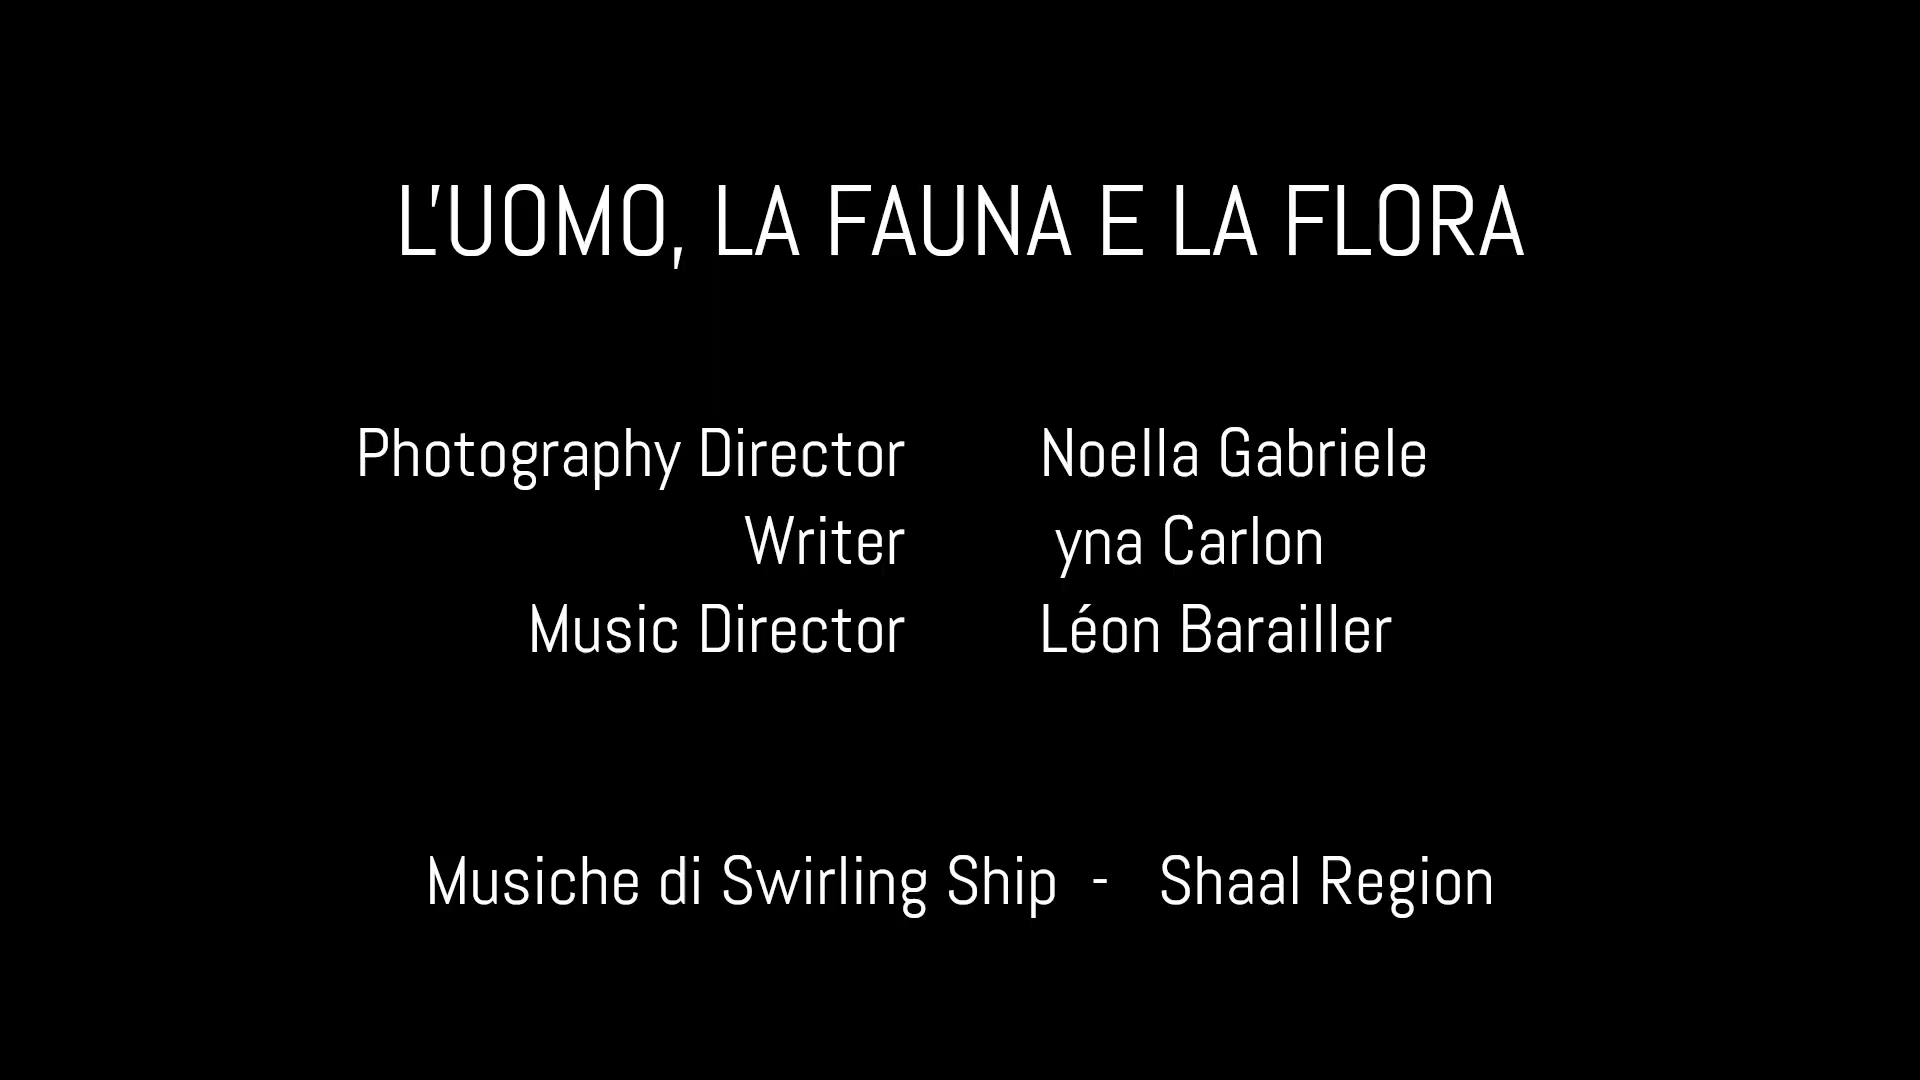 L'UOMO, LA FAUNA E LA FLORA
Photography Director Noella Gabriele
Writer yna Carlon
Music Director Léon Barailler
Musiche di Swirling Ship - Shaal Region